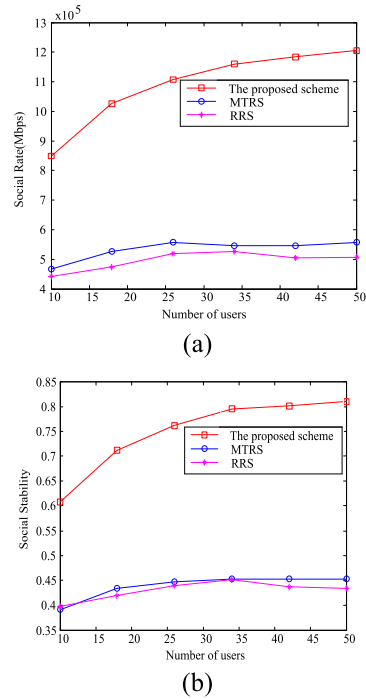 x10⁵
13
12
11
10
9
8
7
6
5
4
Social Rate(Mbps)
The proposed scheme
MTRS
RRS
10 15 20 25 30 35 40 45 50
Number of users
(a)
0.85
0.8
0.75
0.7
0.65
0.6
0.55
0.5
0.45
0.4
0.35
Social Stability
The proposed scheme
MTRS
RRS
10 15 20 25 30 35 40 45 50
Number of users
(b)